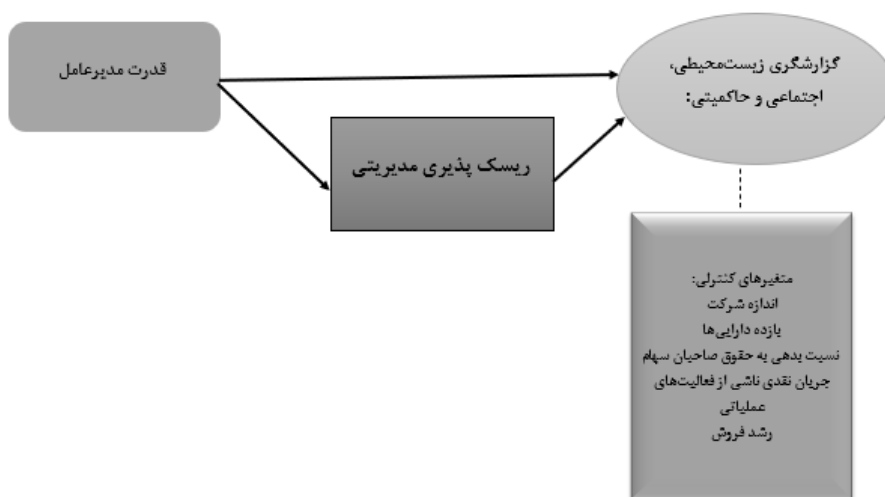 قدرت مدیرعامل
گزارشگری زیست‌محیطی،
اجتماعی و حاکمیتی:
ریسک پذیری مدیریتی
متغیرهای کنترلی:
اندازه شرکت
بازده دارایی‌ها
نسبت بدهی به حقوق صاحبان سهام
جریان نقدی ناشی از فعالیت‌های
عملیاتی
رشد فروش